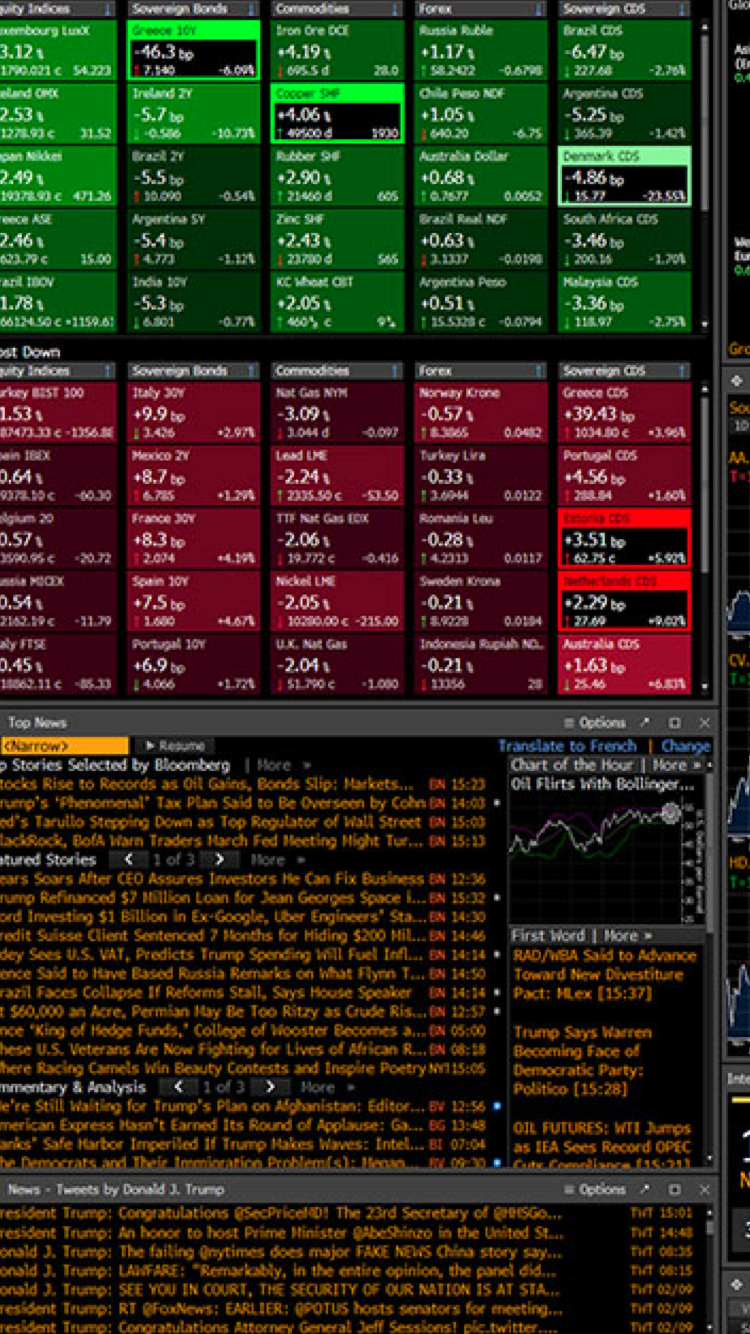 quity Indices Sovereign Bonds Commodities Forex Sovereign CDS
uxembourg LuxX Greece 10Y Iron Ore DCE Russia Ruble Brazil CDS
3.12 % -46.3 bp +4.19 % +1.17 % -6.47 %
1790.021 c 54.223 7.140 -6.09% 695.5 d 28.0 58.2422 -0.6798 227.68 -2.76%
eland OMX Ireland 2Y Copper SHF Chile Peso NDF Argentina CDS
2.53 % -5.7 bp +4.06 % +1.05 % -5.25 %
1278.93 c 31.52 -0.586 -10.73% 49500 d 1930 640.20 -6.75 365.39 -1.42%
apan Nikkei Brazil 2Y Rubber SHF Australia Dollar Denmark CDS
2.49 % -5.5 bp +2.90 % +0.68 % -4.86 %
19378.93 c 471.26 10.090 -0.54% 21460 d 605 0.7677 0.0052 15.77 -23.55%
reece ASE Argentina 5Y Zinc SHF Brazil Real NDF South Africa CDS
2.46 % -5.4 bp +2.43 % +0.63 % -3.46 %
623.79 c 15.00 4.773 -1.12% 23780 d 565 3.1337 -0.0198 200.16 -1.70%
razil IBOV India 10Y KC Wheat CBT Argentina Peso Malaysia CDS
1.78 % -5.3 bp +2.05 % +0.51 % -3.36 %
66124.50 c +1159.6 6.801 -0.77% 460¾ c 9¼ 15.5328 c -0.0794 118.97 -2.75%
ost Down
quity Indices Sovereign Bonds Commodities Forex Sovereign CDS
urkey BIST 100 Italy 30Y Nat Gas NYM Norway Krone Greece CDS
1.53 % +9.9 bp -3.09 % -0.57 % +39.43 bp
87473.33 c -1356.88 3.426 +2.97% 3.044 d -0.097 8.3865 0.0482 1034.80 c +3.96%
pain IBEX Mexico 2Y Lead LME Turkey Lira Portugal CDS
0.64 % +8.7 bp -2.24 % -0.33 % +4.56 bp
9378.10 c -60.30 6.785 +1.29% 2335.50 c -53.50 3.6944 0.0122 288.84 +1.60%
elgium 20 France 30Y TTF Nat Gas EDX Romania Leu Estonia CDS
0.57 % +8.3 bp -2.06 % -0.28 % +3.51 bp
3590.95 c -20.72 2.074 +4.19% 19.772 c -0.416 4.2313 0.0117 62.75 c +5.92%
ussia MICEX Spain 10Y Nickel LME Sweden Krona Netherlands CDS
0.54 % +7.5 bp -2.05 % -0.21 % +2.29 bp
2162.19 c -11.79 1.680 +4.67% 10280.00 c -215.00 8.9228 0.0184 27.69 +9.02%
aly FTSE Portugal 10Y U.K. Nat Gas Indonesia Rupiah ND.. Australia CDS
0.45 % +6.9 bp -2.04 % -0.21 % +1.63 bp
18862.11 c -85.33 4.066 +1.72% 51.790 c -1.080 13356 28 25.46 +6.83%
Top News Options
<Narrow> Resume Translate to French | Change
p Stories Selected by Bloomberg | More »
tocks Rise to Records as Oil Gains, Bonds Slip: Markets... BN 15:23
rump's 'Phenomenal' Tax Plan Said to Be Overseen by Cohn BN 14:03
ed's Tarullo Stepping Down as Top Regulator of Wall Street BN 15:03
lackRock, BofA Warn Traders March Fed Meeting Might Tur... BN 15:13
atured Stories < 1 of 3 > More »
ears Soars After CEO Assures Investors He Can Fix Business BN 12:36
rump Refinanced $7 Million Loan for Jean Georges Space i... BN 15:32
ord Investing $1 Billion in Ex-Google, Uber Engineers' Sta... BN 14:30
redit Suisse Client Sentenced 7 Months for Hiding $200 Mil... BN 14:46
dey Sees U.S. VAT, Predicts Trump Spending Will Fuel Infl... BN 14:14
ence Said to Have Based Russia Remarks on What Flynn T... BN 14:50
razil Faces Collapse If Reforms Stall, Says House Speaker BN 14:14
t $60,000 an Acre, Permian May Be Too Ritzy as Crude Ris... BN 12:57
nce 'King of Hedge Funds,' College of Wooster Becomes a... BN 05:00
hese U.S. Veterans Are Now Fighting for Lives of African R... BN 08:18
here Racing Camels Win Beauty Contests and Inspire Poetry NYT 15:05
mmentary & Analysis < 1 of 3 > More »
e're Still Waiting for Trump's Plan on Afghanistan: Editor... BV 12:56
merican Express Hasn't Earned Its Round of Applause: Ga... BG 13:48
anks' Safe Harbor Imperiled If Trump Makes Waves: Intel... BI 07:04
he Democrats and Their Immigration Problem(s): Megan... BV 09:30
Chart of the Hour | More »
Oil Flirts With Bollinger...
First Word | More »
RAD/WBA Said to Advance
Toward New Divestiture
Pact: MLex [15:37]
Trump Says Warren
Becoming Face of
Democratic Party:
Politico [15:28]
OIL FUTURES: WTI Jumps
as IEA Sees Record OPEC
Cuts Compliance [15:21]
News - Tweets by Donald J. Trump Options
resident Trump: Congratulations @SecPriceMD! The 23rd Secretary of @HHSGo... TWT 15:01
resident Trump: An honor to host Prime Minister @AbeShinzo in the United St... TWT 14:48
onald J. Trump: The failing @nytimes does major FAKE NEWS China story say... TWT 08:35
onald J. Trump: LAWFARE: "Remarkably, in the entire opinion, the panel did... TWT 08:15
onald J. Trump: SEE YOU IN COURT, THE SECURITY OF OUR NATION IS AT STA... TWT 02/09
resident Trump: RT @FoxNews: EARLIER: @POTUS hosts senators for meeting... TWT 02/09
resident Trump: Congratulations Attorney General Jeff Sessions! pic.twitter... TWT 02/09